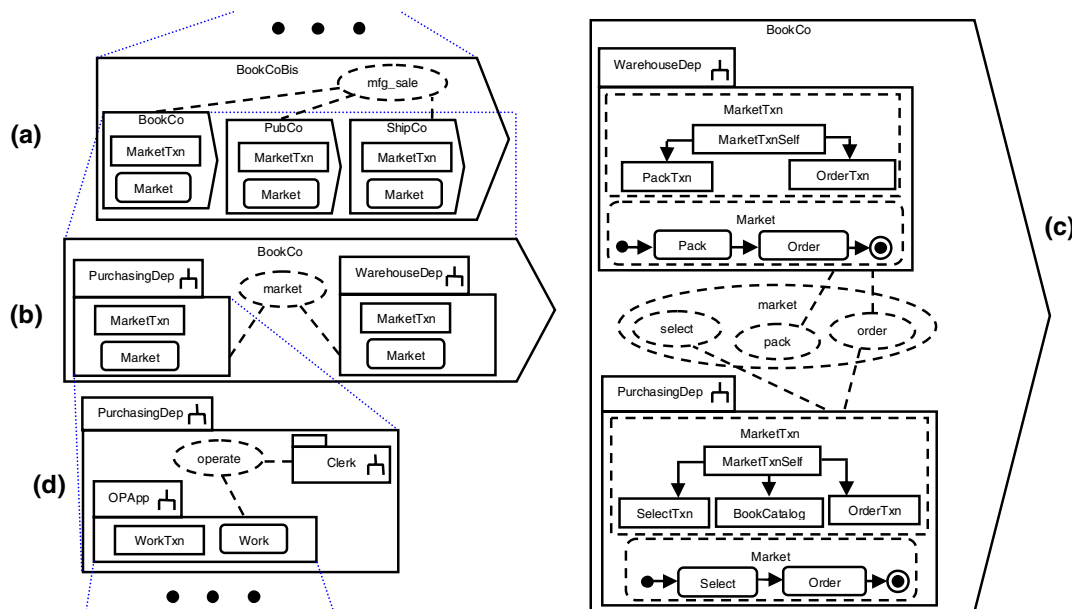 (a)
BookCoBis
mfg_sale
BookCo
PubCo
ShipCo
MarketTxn
MarketTxn
MarketTxn
Market
Market
Market
(b)
BookCo
PurchasingDep
WarehouseDep
market
MarketTxn
MarketTxn
Market
Market
(d)
PurchasingDep
operate
Clerk
OPApp
WorkTxn
Work
(c)
BookCo
WarehouseDep
MarketTxn
MarketTxnSelf
PackTxn
OrderTxn
Market
Pack
Order
market
select
pack
order
PurchasingDep
MarketTxn
MarketTxnSelf
SelectTxn
BookCatalog
OrderTxn
Market
Select
Order